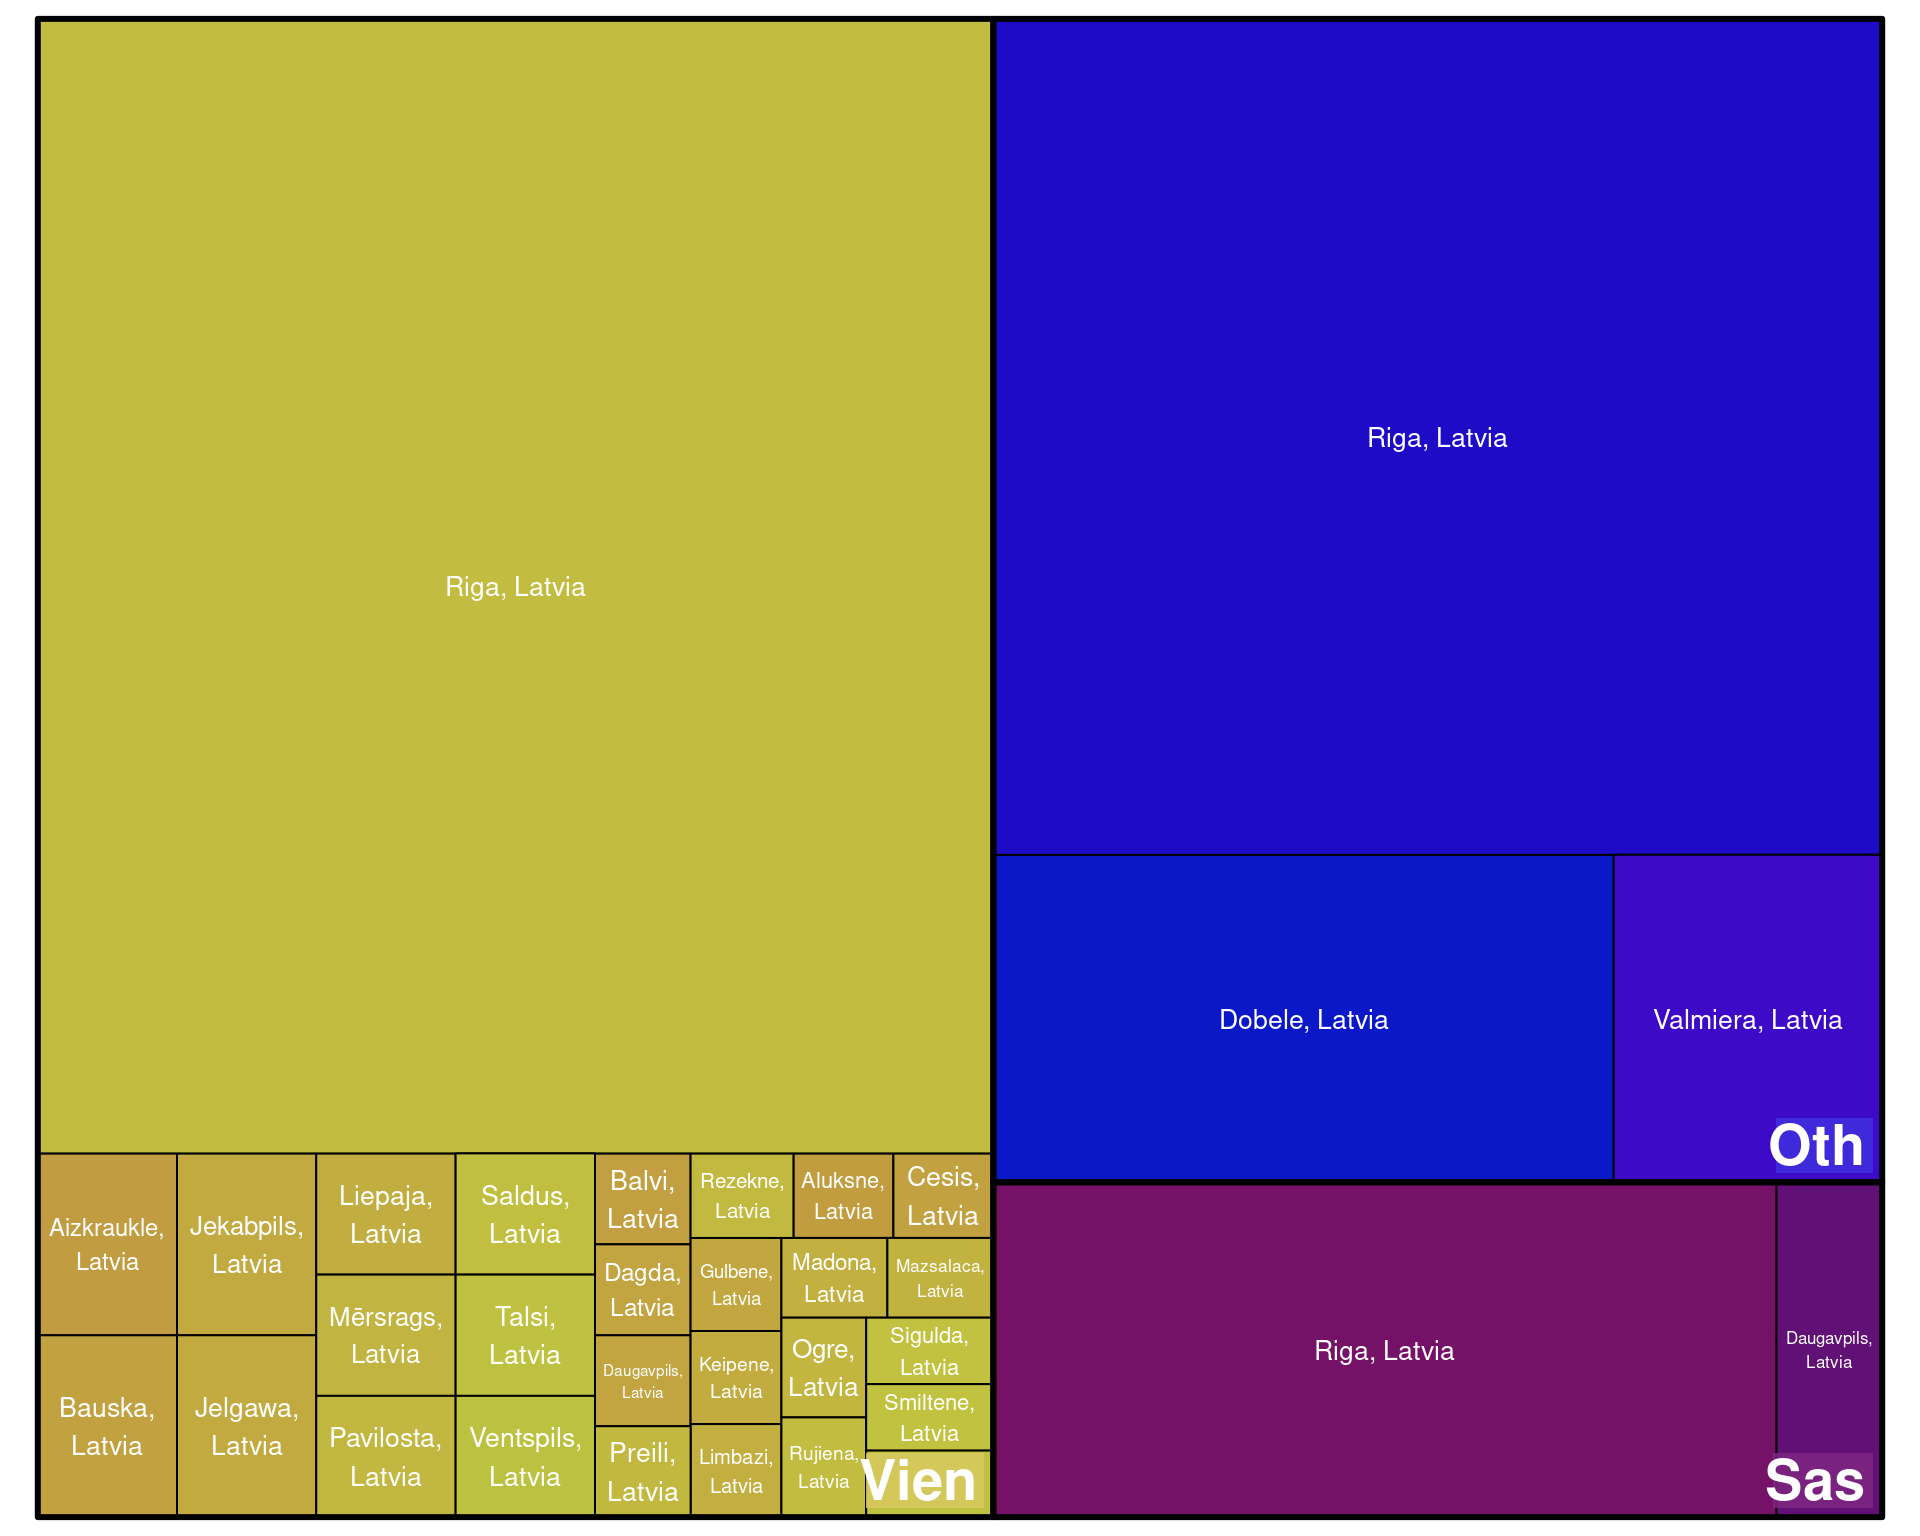 Riga, Latvia
Aizkraukle,
Latvia
Bauska,
Latvia
Jekabpils,
Latvia
Jelgawa,
Latvia
Liepaja,
Latvia
Mērsrags,
Latvia
Pavilosta,
Latvia
Saldus,
Latvia
Talsi,
Latvia
Ventspils,
Latvia
Balvi,
Latvia
Dagda,
Latvia
Daugavpils,
Latvia
Preili,
Latvia
Rezekne,
Latvia
Aluksne,
Latvia
Cesis,
Latvia
Gulbene,
Latvia
Keipene,
Latvia
Limbazi,
Latvia
Madona,
Latvia
Mazsalaca,
Latvia
Ogre,
Latvia
Rujiena,
Latvia
Sigulda,
Latvia
Smiltene,
Latvia
Vien
Riga, Latvia
Dobele, Latvia
Valmiera, Latvia
Oth
Riga, Latvia
Daugavpils,
Latvia
Sas